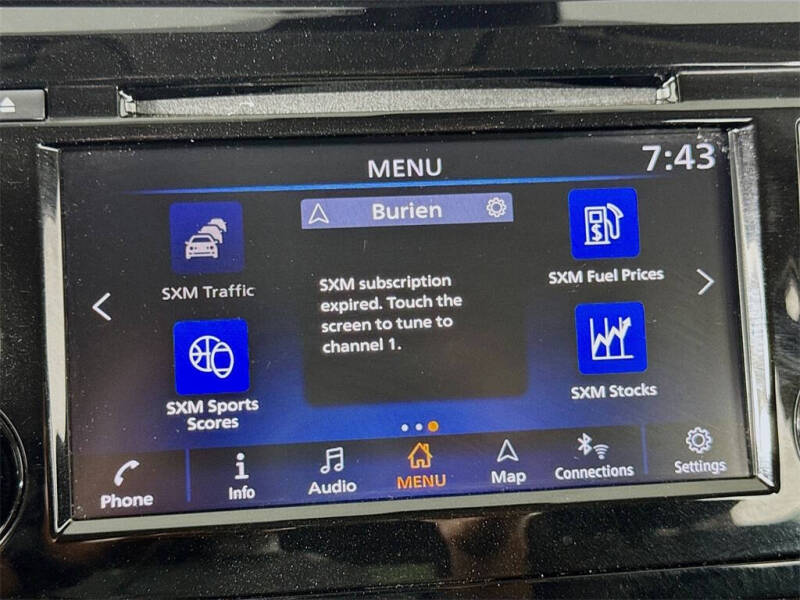 MENU
7:43
Burien
SXM Traffic
SXM Fuel Prices
SXM subscription
expired. Touch the
screen to tune to
channel 1.
SXM Sports
Scores
SXM Stocks
Phone
Info
Audio
MENU
Map
Connections
Settings